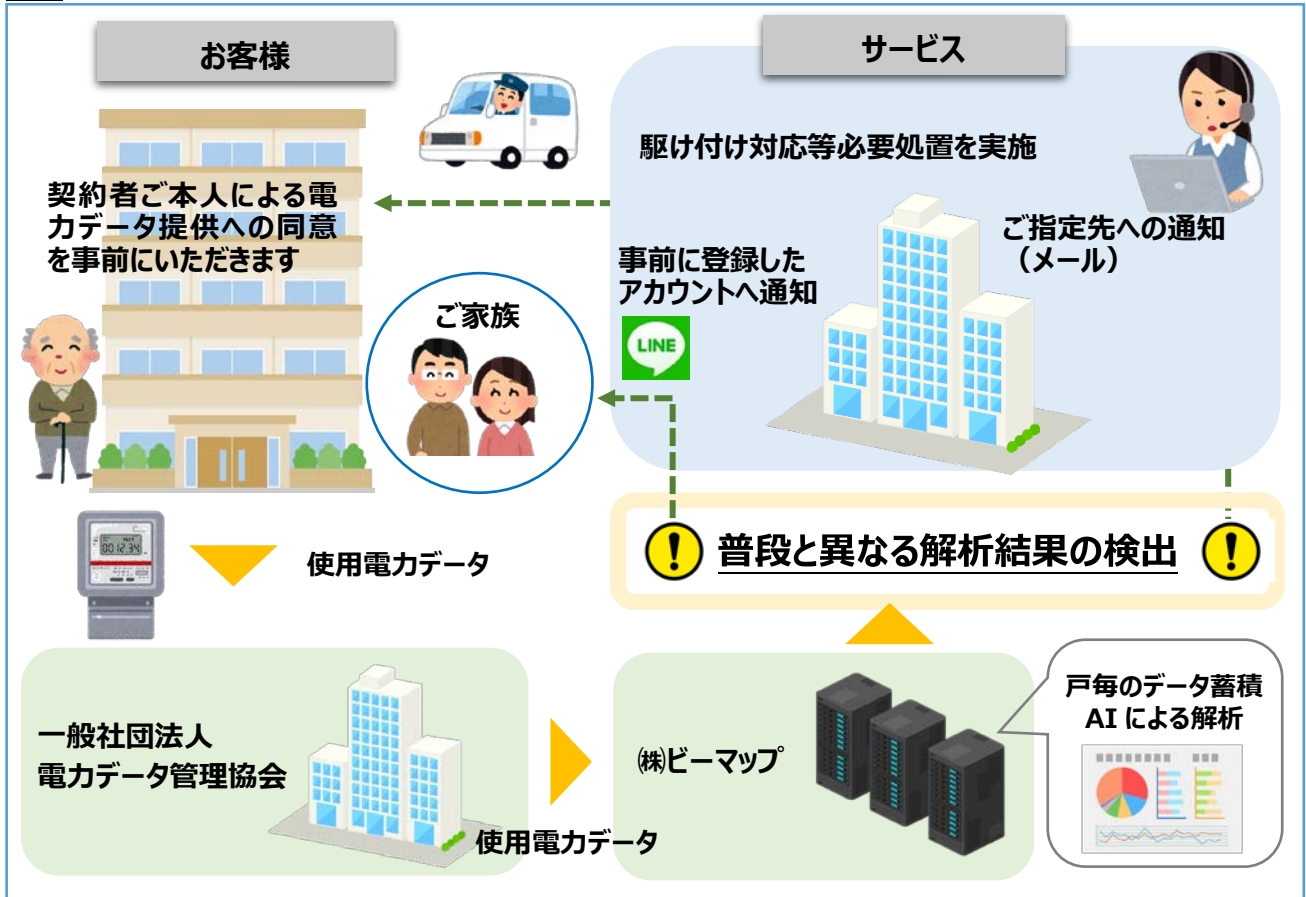 お客様
サービス
駆け付け対応等必要処置を実施
契約者ご本人による電
力データ提供への同意
を事前にいただきます
ご指定先への通知
（メール）
事前に登録した
アカウントへ通知
ご家族
LINE
使用電力データ
普段と異なる解析結果の検出
一般社団法人
電力データ管理協会
使用電力データ
㈱ビーマップ
戸毎のデータ蓄積
AI による解析